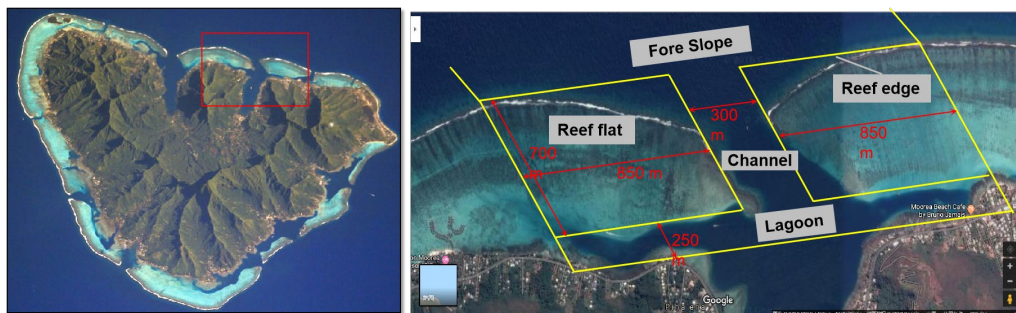 Fore Slope
Reef edge
Reef flat
300
m
850
m
700
m
850 m
Channel
Lagoon
250
m
Moorea Beach Cafe
by Bruno Jamais
Google